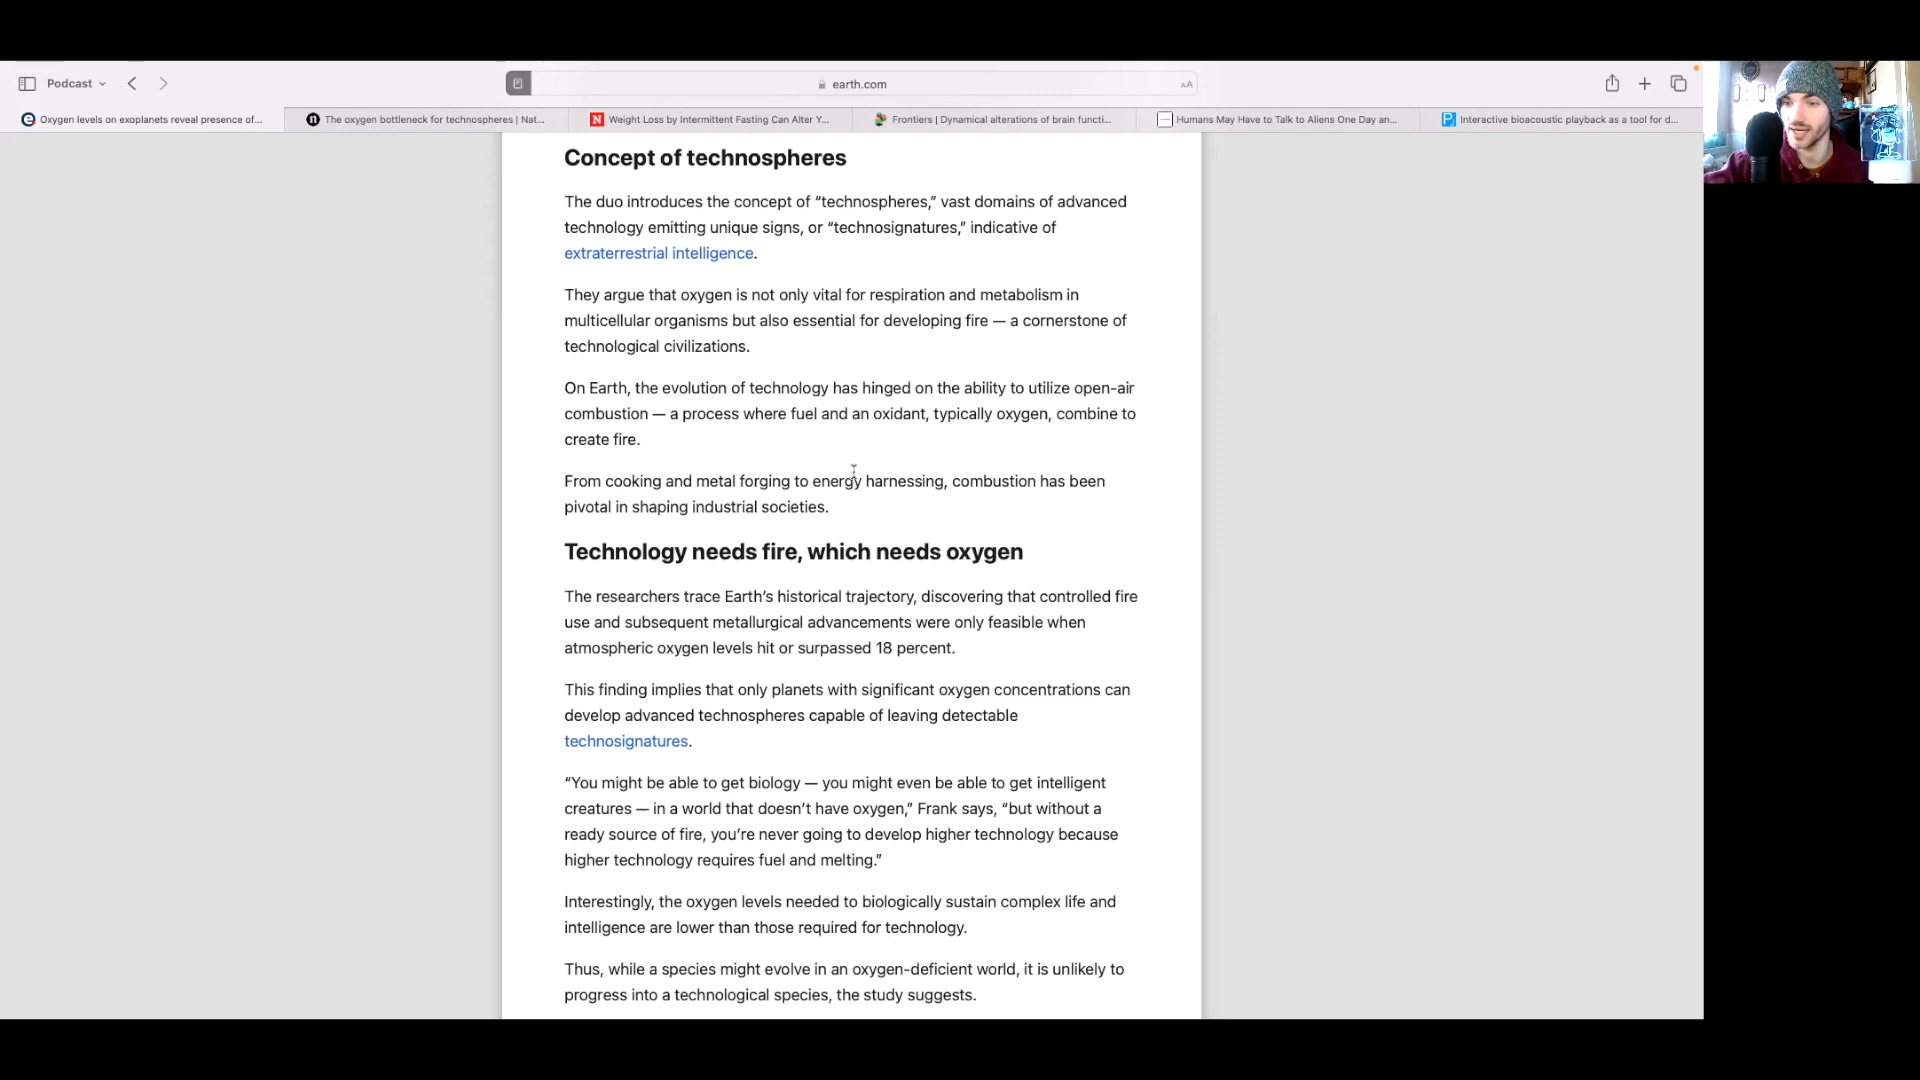 Podcast
earth.com
AA
Oxygen levels on exoplanets reveal presence of...
The oxygen bottleneck for technospheres | Nat...
Weight Loss by Intermittent Fasting Can Alter Y...
Frontiers | Dynamical alterations of brain functi...
Humans May Have to Talk to Aliens One Day an...
Interactive bioacoustic playback as a tool for d...
Concept of technospheres
The duo introduces the concept of “technospheres,” vast domains of advanced
technology emitting unique signs, or “technosignatures,” indicative of
extraterrestrial intelligence.
They argue that oxygen is not only vital for respiration and metabolism in
multicellular organisms but also essential for developing fire — a cornerstone of
technological civilizations.
On Earth, the evolution of technology has hinged on the ability to utilize open-air
combustion — a process where fuel and an oxidant, typically oxygen, combine to
create fire.
From cooking and metal forging to energy harnessing, combustion has been
pivotal in shaping industrial societies.
Technology needs fire, which needs oxygen
The researchers trace Earth’s historical trajectory, discovering that controlled fire
use and subsequent metallurgical advancements were only feasible when
atmospheric oxygen levels hit or surpassed 18 percent.
This finding implies that only planets with significant oxygen concentrations can
develop advanced technospheres capable of leaving detectable
technosignatures.
“You might be able to get biology — you might even be able to get intelligent
creatures — in a world that doesn’t have oxygen,” Frank says, “but without a
ready source of fire, you’re never going to develop higher technology because
higher technology requires fuel and melting.”
Interestingly, the oxygen levels needed to biologically sustain complex life and
intelligence are lower than those required for technology.
Thus, while a species might evolve in an oxygen-deficient world, it is unlikely to
progress into a technological species, the study suggests.